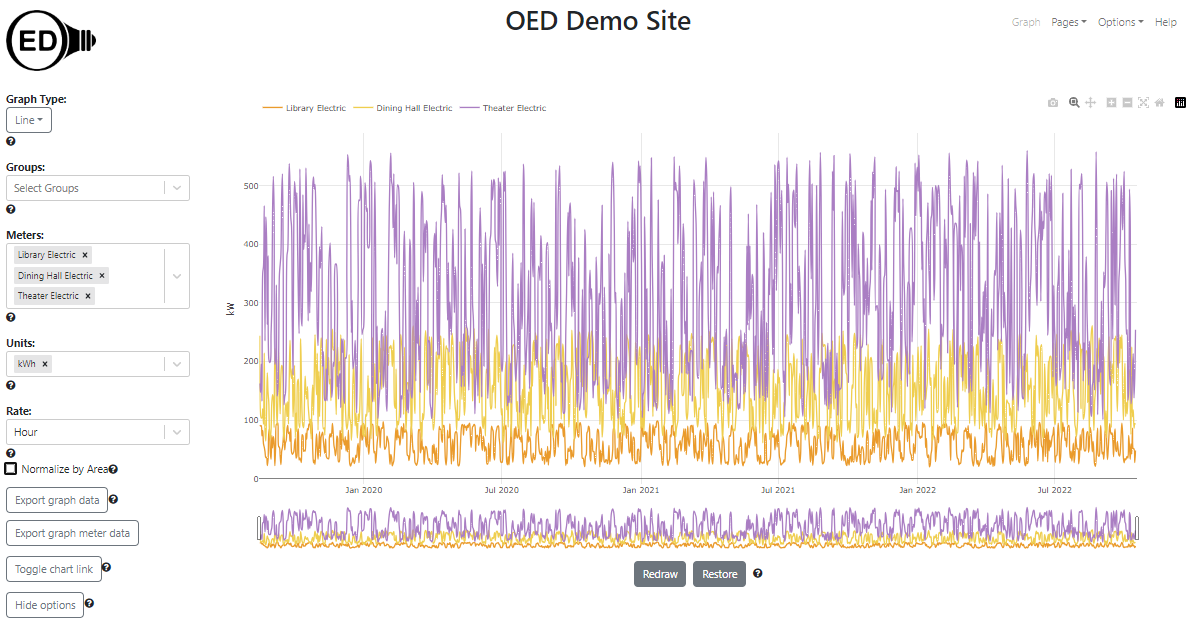 ED
OED Demo Site
Graph Pages Options Help
Graph Type:
Line
Groups:
Select Groups
Meters:
Library Electric ×
Dining Hall Electric ×
Theater Electric ×
Units:
kWh ×
Rate:
Hour
Normalize by Area
Export graph data
Export graph meter data
Toggle chart link
Hide options
Library Electric Dining Hall Electric Theater Electric
kW
500
400
300
200
100
0
Jan 2020 Jul 2020 Jan 2021 Jul 2021 Jan 2022 Jul 2022
Redraw Restore